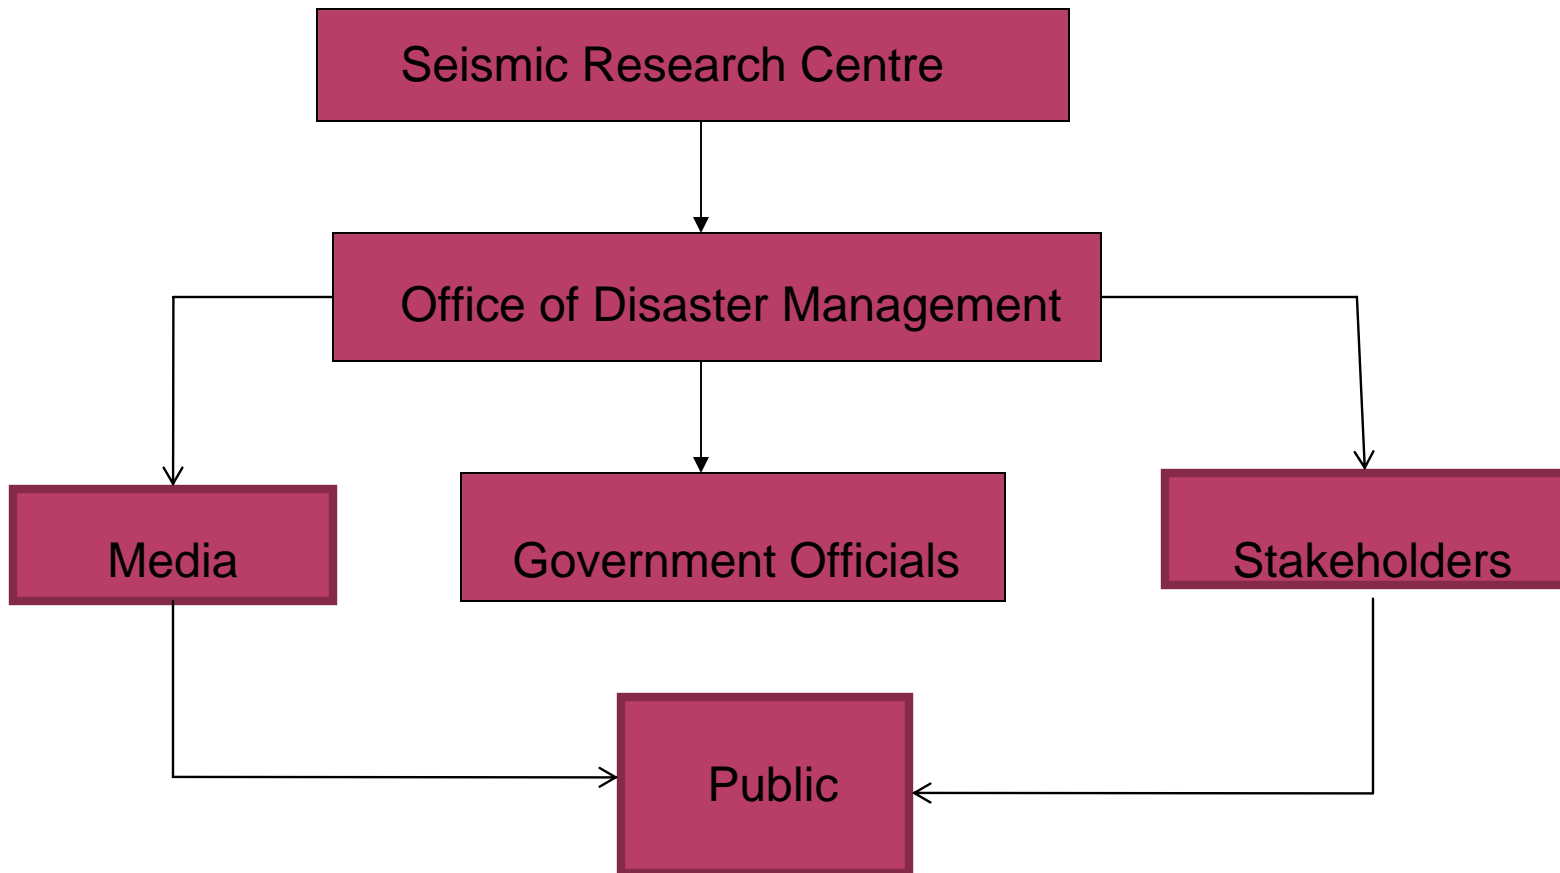 Seismic Research Centre
Office of Disaster Management
Media
Government Officials
Stakeholders
Public